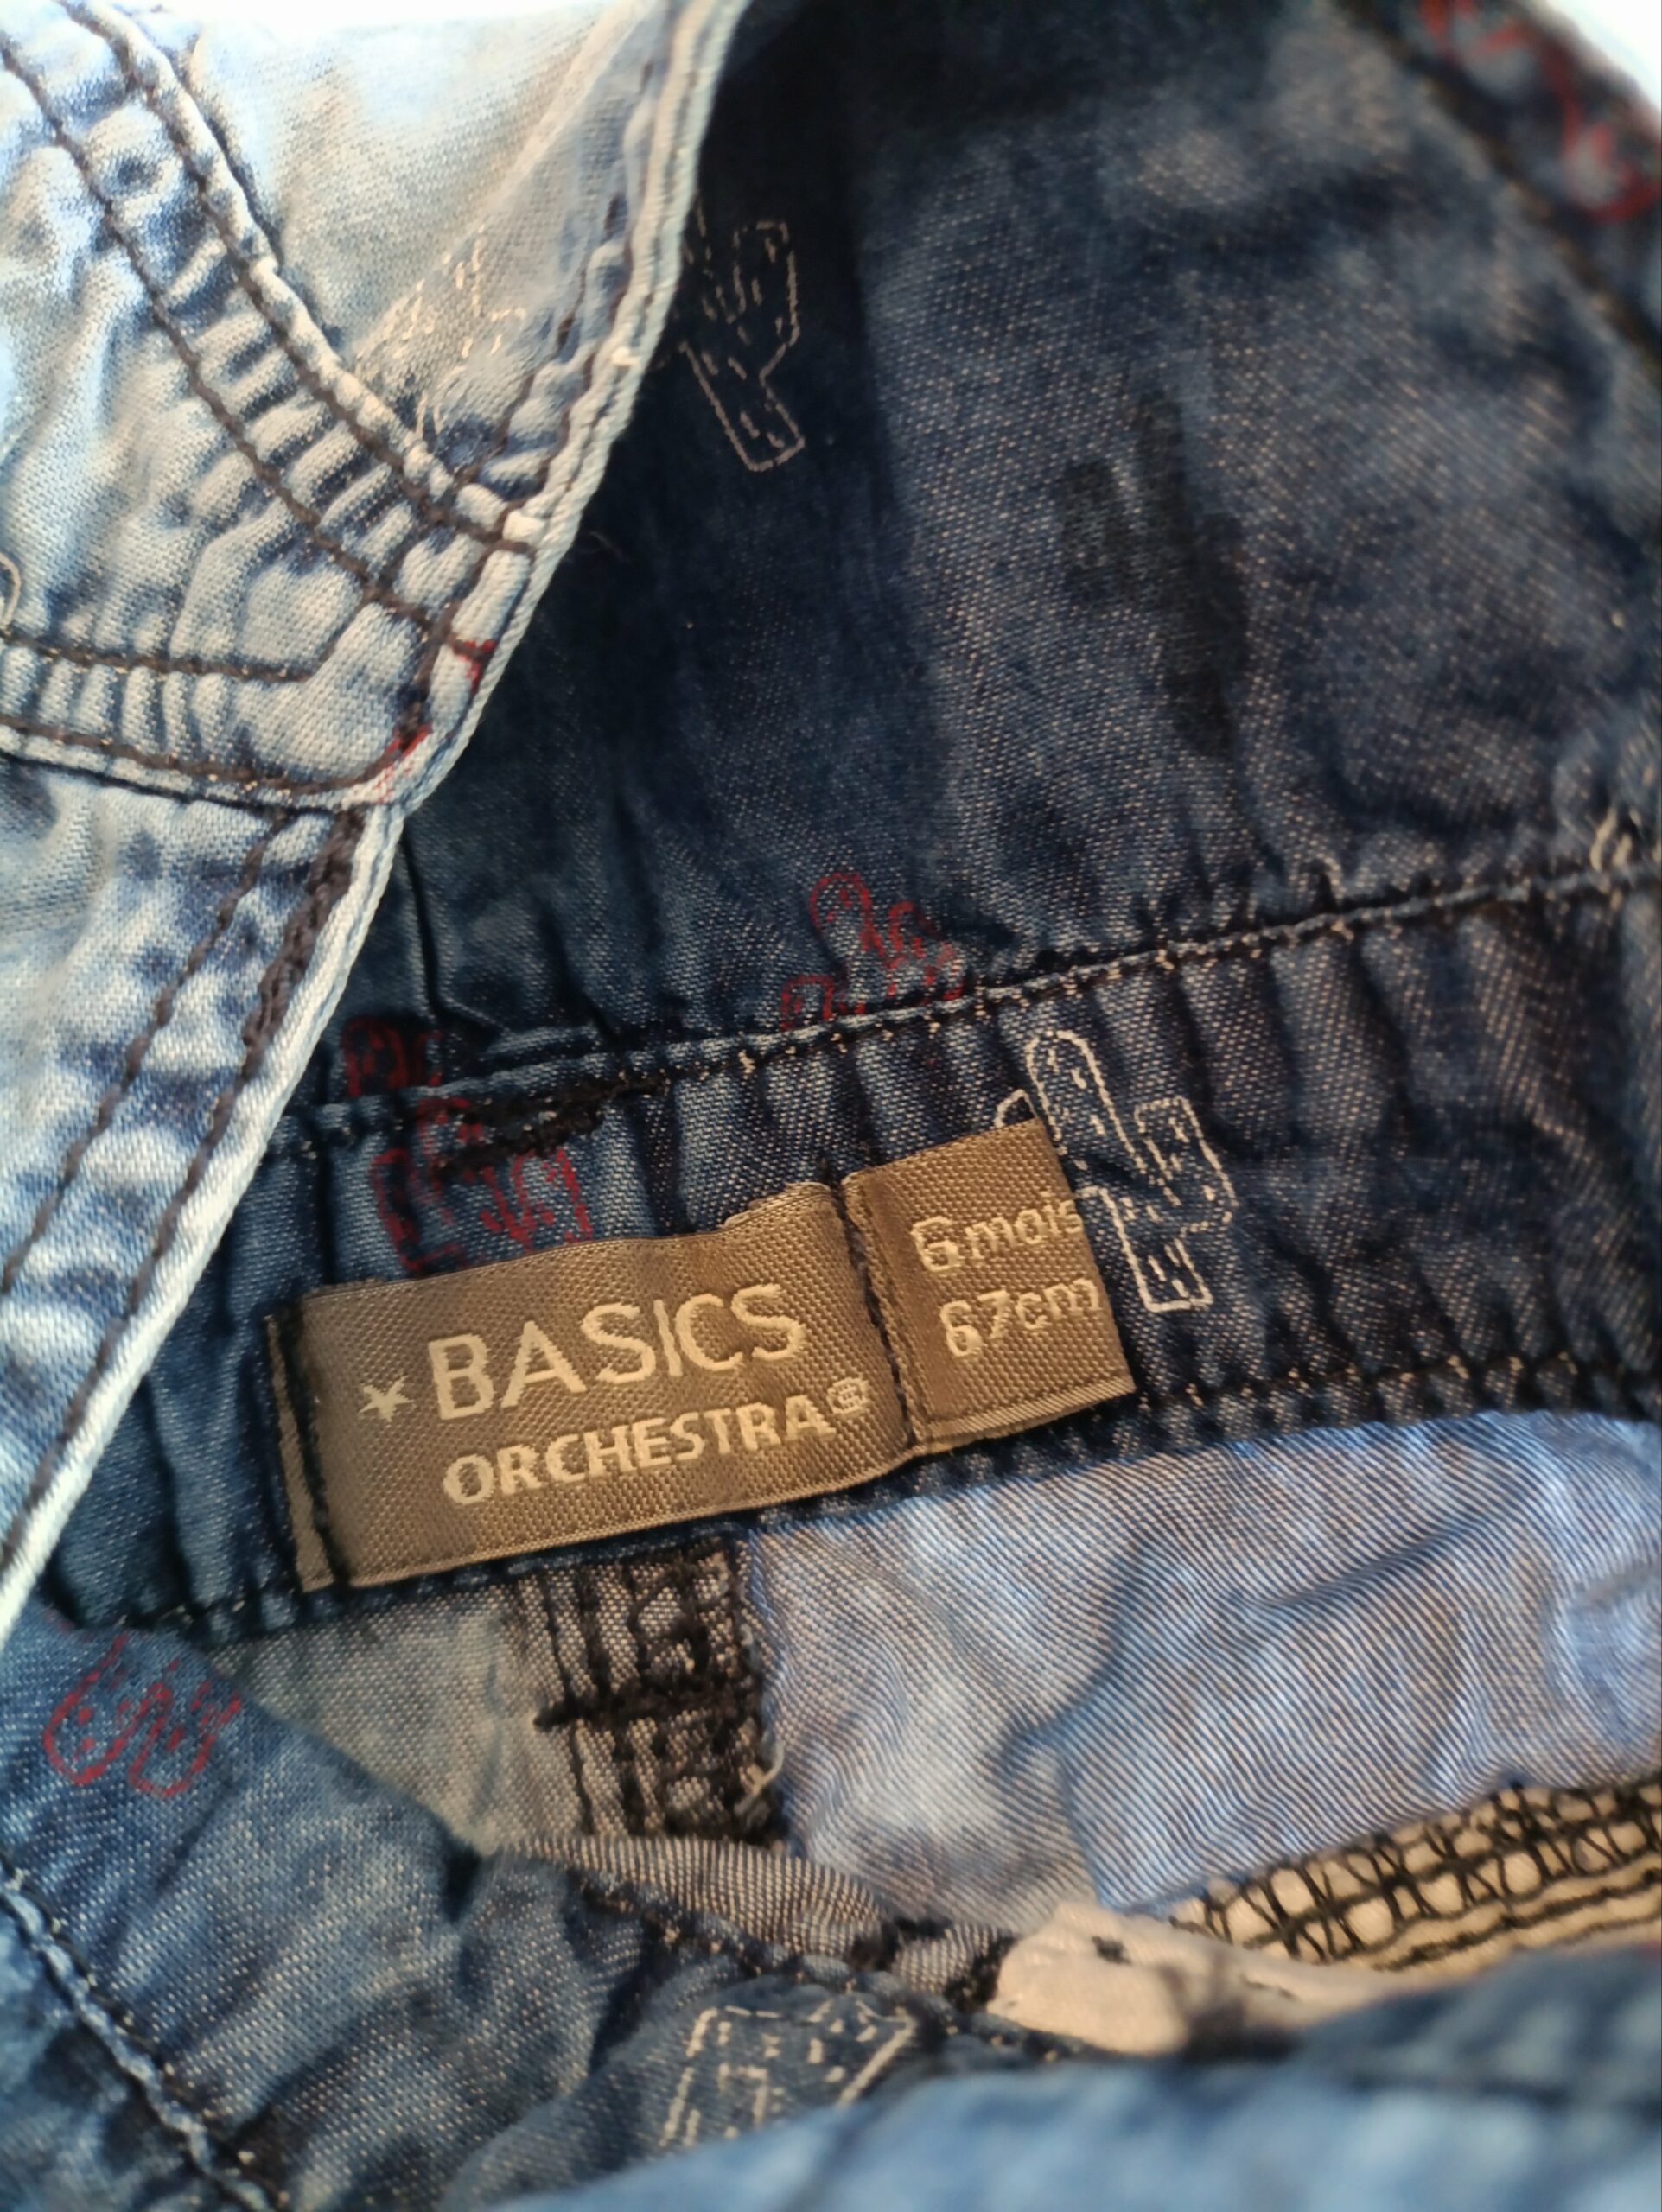 BASICS
ORCHESTRA®
6 mois
67cm